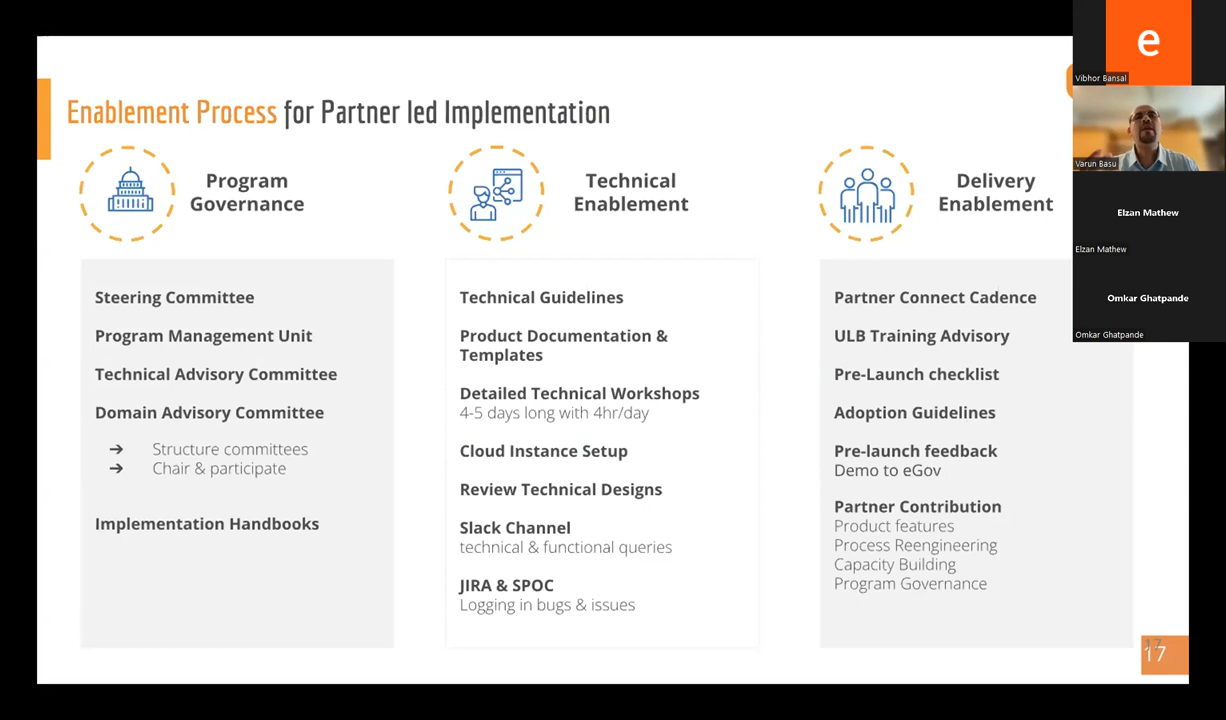 Enablement Process for Partner led Implementation
Program
Governance
Steering Committee
Program Management Unit
Technical Advisory Committee
Domain Advisory Committee
➔ Structure committees
➔ Chair & participate
Implementation Handbooks
Technical
Enablement
Technical Guidelines
Product Documentation &
Templates
Detailed Technical Workshops
4-5 days long with 4hr/day
Cloud Instance Setup
Review Technical Designs
Slack Channel
technical & functional queries
JIRA & SPOC
Logging in bugs & issues
Delivery
Enablement
Partner Connect Cadence
ULB Training Advisory
Pre-Launch checklist
Adoption Guidelines
Pre-launch feedback
Demo to eGov
Partner Contribution
Product features
Process Reengineering
Capacity Building
Program Governance
17
17
e
Vibhor Bansal
Varun Basu
Elzan Mathew
Elzan Mathew
Omkar Ghatpande
Omkar Ghatpande